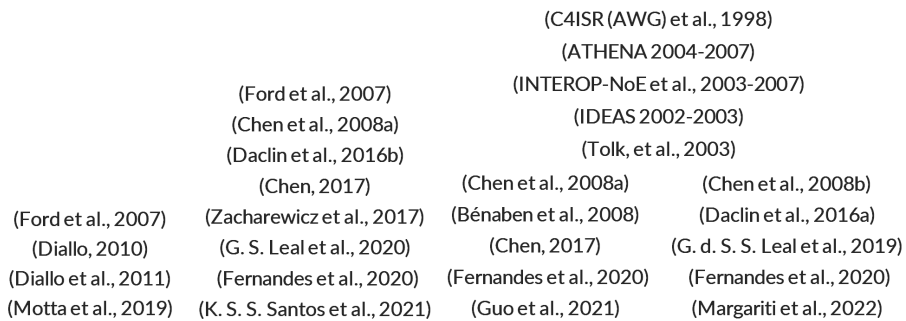 (C4ISR (AWG) et al., 1998)
(ATHENA 2004-2007)
(INTEROP-NoE et al., 2003-2007)
(IDEAS 2002-2003)
(Tolk, et al., 2003)
(Ford et al., 2007)
(Diallo, 2010)
(Diallo et al., 2011)
(Motta et al., 2019)
(Ford et al., 2007)
(Chen et al., 2008a)
(Daclin et al., 2016b)
(Chen, 2017)
(Zacharewicz et al., 2017)
(G. S. Leal et al., 2020)
(Fernandes et al., 2020)
(K. S. S. Santos et al., 2021)
(Chen et al., 2008a)
(Bénaben et al., 2008)
(Chen, 2017)
(Fernandes et al., 2020)
(Guo et al., 2021)
(Chen et al., 2008b)
(Daclin et al., 2016a)
(G. d. S. S. Leal et al., 2019)
(Fernandes et al., 2020)
(Margariti et al., 2022)